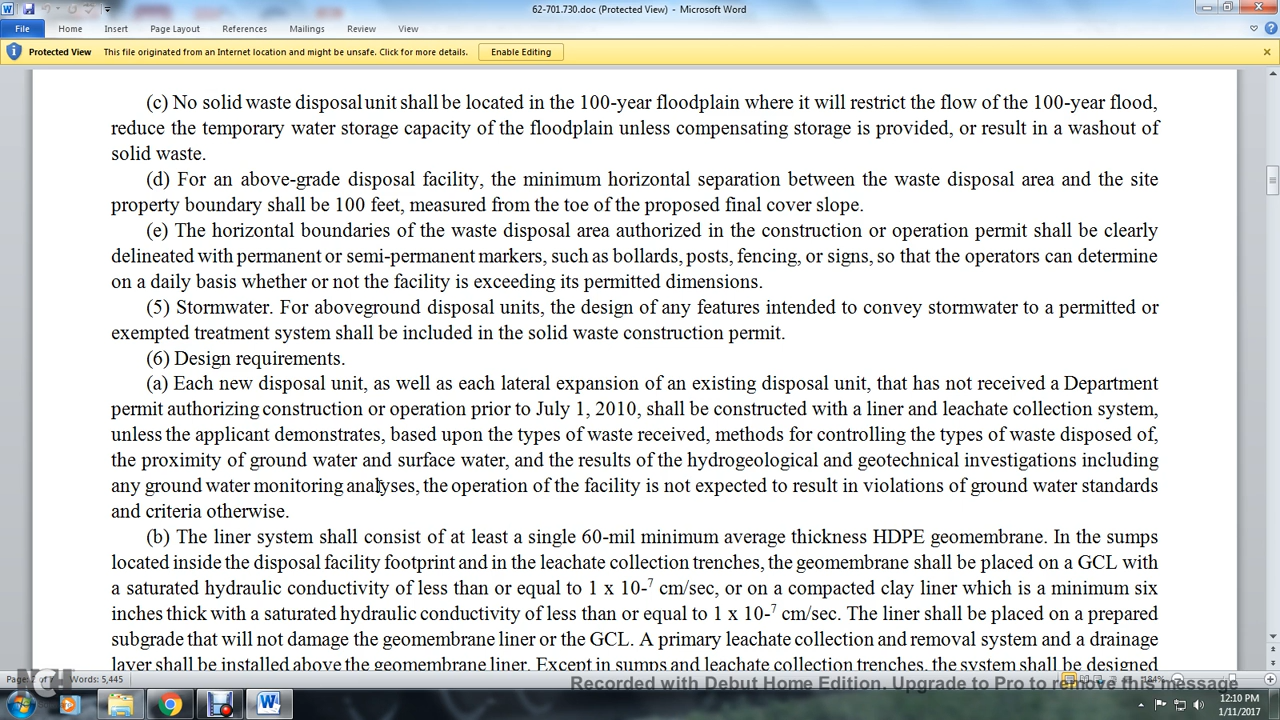 62-701.730.doc (Protected View) - Microsoft Word
File Home Insert Page Layout References Mailings Review View
Protected View This file originated from an Internet location and might be unsafe. Click for more details. Enable Editing
(c) No solid waste disposal unit shall be located in the 100-year floodplain where it will restrict the flow of the 100-year flood,
reduce the temporary water storage capacity of the floodplain unless compensating storage is provided, or result in a washout of
solid waste.
(d) For an above-grade disposal facility, the minimum horizontal separation between the waste disposal area and the site
property boundary shall be 100 feet, measured from the toe of the proposed final cover slope.
(e) The horizontal boundaries of the waste disposal area authorized in the construction or operation permit shall be clearly
delineated with permanent or semi-permanent markers, such as bollards, posts, fencing, or signs, so that the operators can determine
on a daily basis whether or not the facility is exceeding its permitted dimensions.
(5) Stormwater. For aboveground disposal units, the design of any features intended to convey stormwater to a permitted or
exempted treatment system shall be included in the solid waste construction permit.
(6) Design requirements.
(a) Each new disposal unit, as well as each lateral expansion of an existing disposal unit, that has not received a Department
permit authorizing construction or operation prior to July 1, 2010, shall be constructed with a liner and leachate collection system,
unless the applicant demonstrates, based upon the types of waste received, methods for controlling the types of waste disposed of,
the proximity of ground water and surface water, and the results of the hydrogeological and geotechnical investigations including
any ground water monitoring analyses, the operation of the facility is not expected to result in violations of ground water standards
and criteria otherwise.
(b) The liner system shall consist of at least a single 60-mil minimum average thickness HDPE geomembrane. In the sumps
located inside the disposal facility footprint and in the leachate collection trenches, the geomembrane shall be placed on a GCL with
a saturated hydraulic conductivity of less than or equal to 1 x 10-⁷ cm/sec, or on a compacted clay liner which is a minimum six
inches thick with a saturated hydraulic conductivity of less than or equal to 1 x 10-⁷ cm/sec. The liner shall be placed on a prepared
subgrade that will not damage the geomembrane liner or the GCL. A primary leachate collection and removal system and a drainage
layer shall be installed above the geomembrane liner. Except in sumps and leachate collection trenches, the system shall be designed
Words: 5,445
184%
Recorded with Debut Home Edition. Upgrade to Pro to remove this message
12:10 PM
1/11/2017